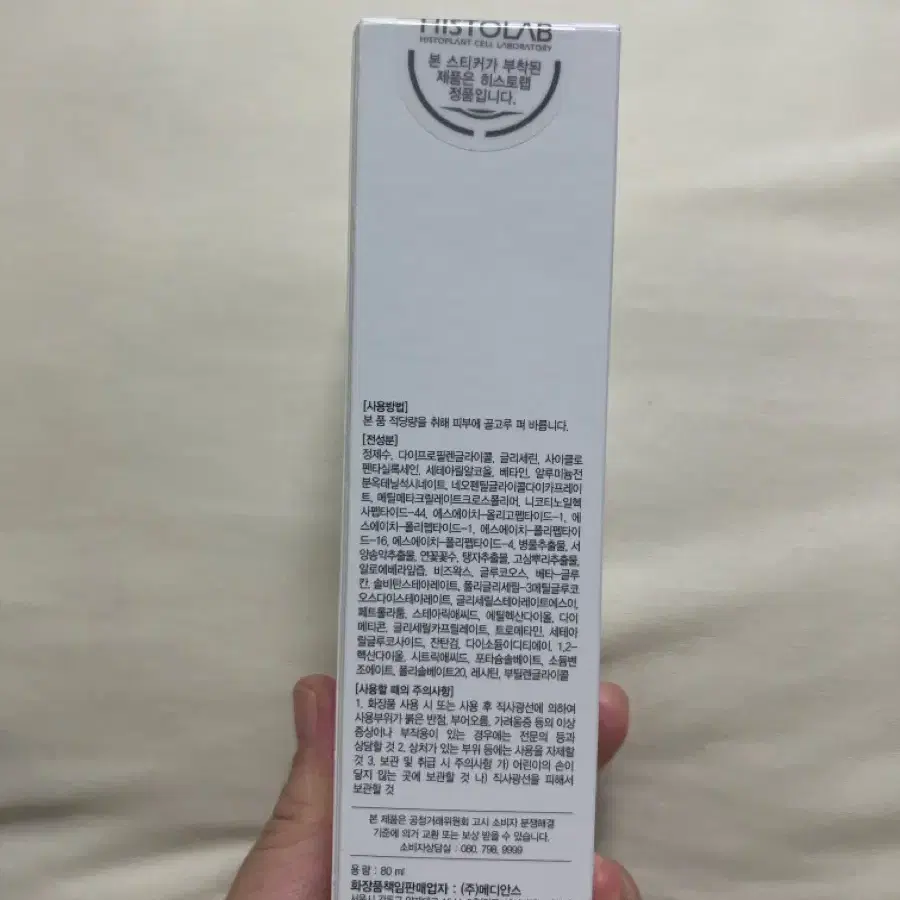 HISTOLAB
HISTOPLANT CELL LABORATORY
본 스티커가 부착된
제품은 히스토랩
정품입니다.
[사용방법]
본 품 적당량을 취해 피부에 골고루 펴 바릅니다.
[전성분]
정제수, 다이프로필렌글라이콜, 글리세린, 사이클로
펜타실록세인, 세테아릴알코올, 베타인, 알루미늄전
분옥테닐석시네이트, 네오펜틸글라이콜다이카프레이
트, 메틸메타크릴레이트크로스폴리머, 니코티노일헥
사펩타이드-44, 에스에이치-올리고펩타이드-1, 에
스에이치-폴리펩타이드-1, 에스에이치-폴리펩타이
드-16, 에스에이치-폴리펩타이드-4, 병풀추출물, 서
양송악추출물, 연꽃꽃수, 탱자추출물, 고삼뿌리추출물,
알로에베라잎즙, 비즈왁스, 글루코오스, 베타-글루
칸, 솔비탄스테아레이트, 폴리글리세릴-3메틸글루코
오스다이스테아레이트, 글리세릴스테아레이트에스이,
페트롤라툼, 스테아릭애씨드, 에틸헥산다이올, 다이
메티콘, 글리세릴카프릴레이트, 트로메타민, 세테아
릴글루코사이드, 잔탄검, 다이소듐이디티에이, 1,2-
헥산다이올, 시트릭애씨드, 포타슘솔베이트, 소듐벤
조에이트, 폴리솔베이트20, 레시틴, 부틸렌글라이콜
[사용할 때의 주의사항]
1. 화장품 사용 시 또는 사용 후 직사광선에 의하여
사용부위가 붉은 반점, 부어오름, 가려움증 등의 이상
증상이나 부작용이 있는 경우에는 전문의 등과
상담할 것 2. 상처가 있는 부위 등에는 사용을 자제할
것 3. 보관 및 취급 시 주의사항 가) 어린이의 손이
닿지 않는 곳에 보관할 것 나) 직사광선을 피해서
보관할 것
본 제품은 공정거래위원회 고시 소비자 분쟁해결
기준에 의거 교환 또는 보상 받을 수 있습니다.
소비자상담실 : 080. 798. 9999
용량 : 80 ml
화장품책임판매업자 : (주)메디안스